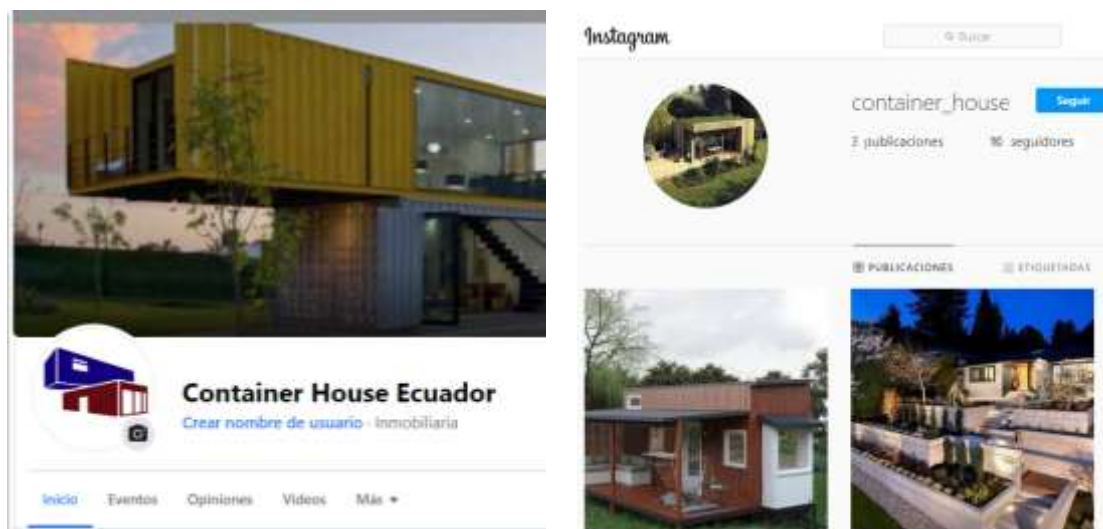 Container House Ecuador
Crear nombre de usuario · Inmobiliaria
Inicio Eventos Opiniones Videos Más
Instagram
Buscar
container_house Seguir
publicaciones seguidores
PUBLICACIONES ETIQUETADAS